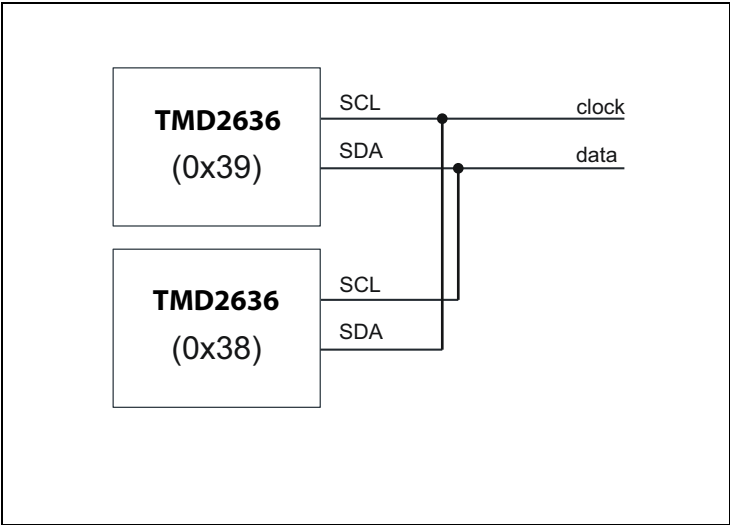 TMD2636
(0x39)
SCL
SDA
clock
data
TMD2636
(0x38)
SCL
SDA